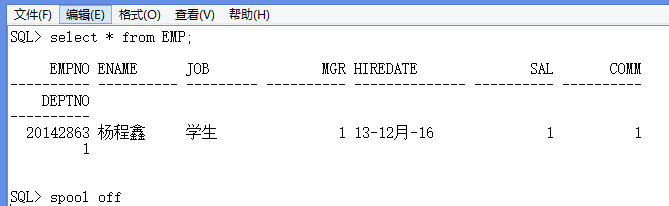 文件(F) 编辑(E) 格式(O) 查看(V) 帮助(H)
SQL> select * from EMP;
EMPNO ENAME JOB MGR HIREDATE SAL COMM
---------- ---------- --------- ---------- -------------- ---------- ----------
DEPTNO
----------
20142863 杨程鑫 学生 1 13-12月-16 1 1
1
SQL> spool off